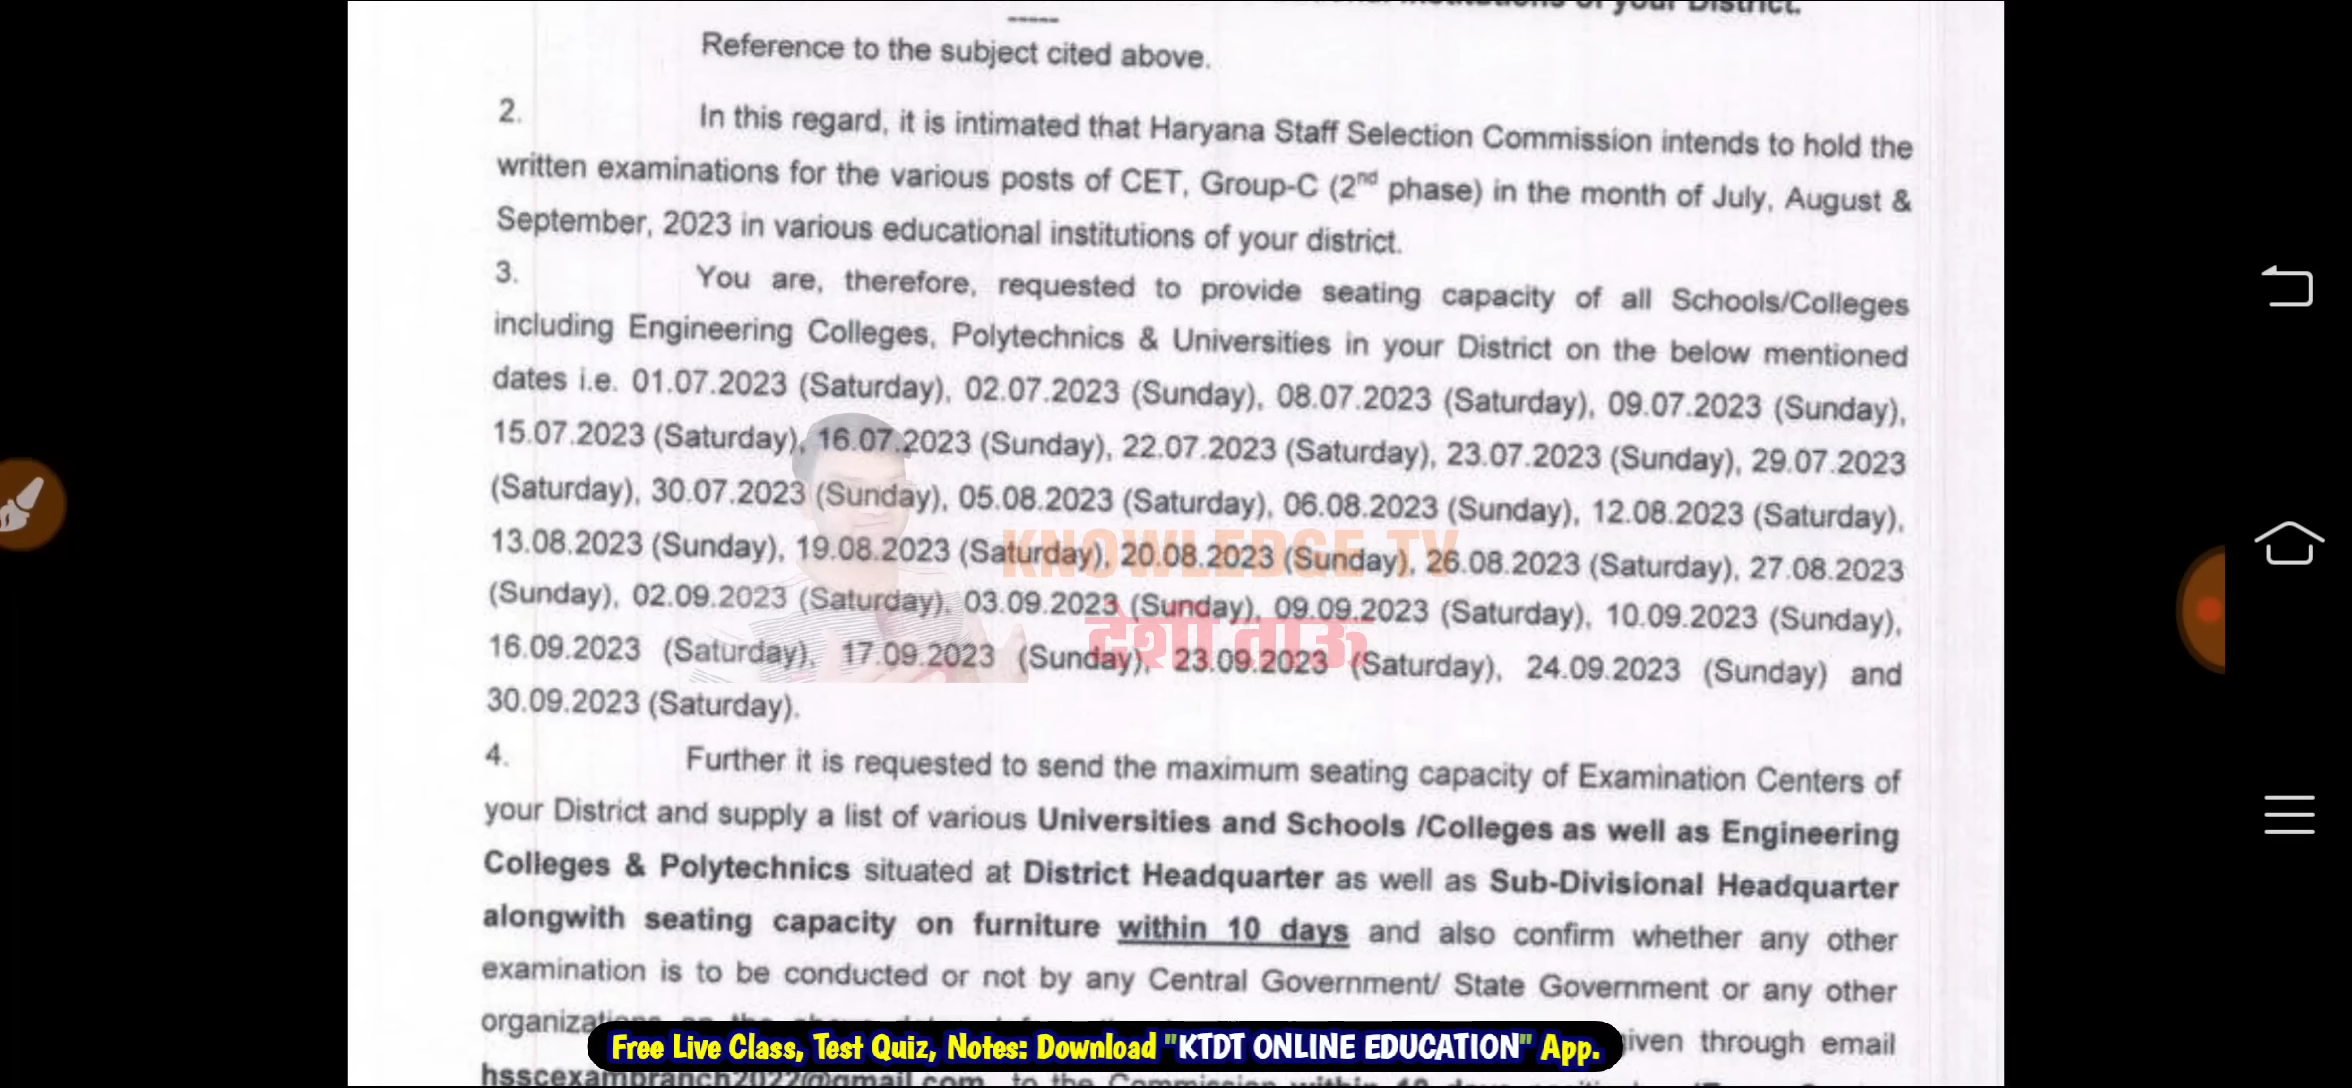 of your District.
-----
Reference to the subject cited above.
2. In this regard, it is intimated that Haryana Staff Selection Commission intends to hold the
written examinations for the various posts of CET, Group-C (2nd phase) in the month of July, August &
September, 2023 in various educational institutions of your district.
3. You are, therefore, requested to provide seating capacity of all Schools/Colleges
including Engineering Colleges, Polytechnics & Universities in your District on the below mentioned
dates i.e. 01.07.2023 (Saturday), 02.07.2023 (Sunday), 08.07.2023 (Saturday), 09.07.2023 (Sunday),
15.07.2023 (Saturday), 16.07.2023 (Sunday), 22.07.2023 (Saturday), 23.07.2023 (Sunday), 29.07.2023
(Saturday), 30.07.2023 (Sunday), 05.08.2023 (Saturday), 06.08.2023 (Sunday), 12.08.2023 (Saturday),
13.08.2023 (Sunday), 19.08.2023 (Saturday), 20.08.2023 (Sunday), 26.08.2023 (Saturday), 27.08.2023
KNOWLEDGE TV
(Sunday), 02.09.2023 (Saturday), 03.09.2023 (Sunday), 09.09.2023 (Saturday), 10.09.2023 (Sunday),
देशी ताऊ
16.09.2023 (Saturday), 17.09.2023 (Sunday), 23.09.2023 (Saturday), 24.09.2023 (Sunday) and
30.09.2023 (Saturday).
4. Further it is requested to send the maximum seating capacity of Examination Centers of
your District and supply a list of various Universities and Schools /Colleges as well as Engineering
Colleges & Polytechnics situated at District Headquarter as well as Sub-Divisional Headquarter
alongwith seating capacity on furniture within 10 days and also confirm whether any other
examination is to be conducted or not by any Central Government/ State Government or any other
through email
Free Live Class, Test Quiz, Notes: Download "KTDT ONLINE EDUCATION" App.
hsscexambranch2022@gmail.com to the Commission within 10 days